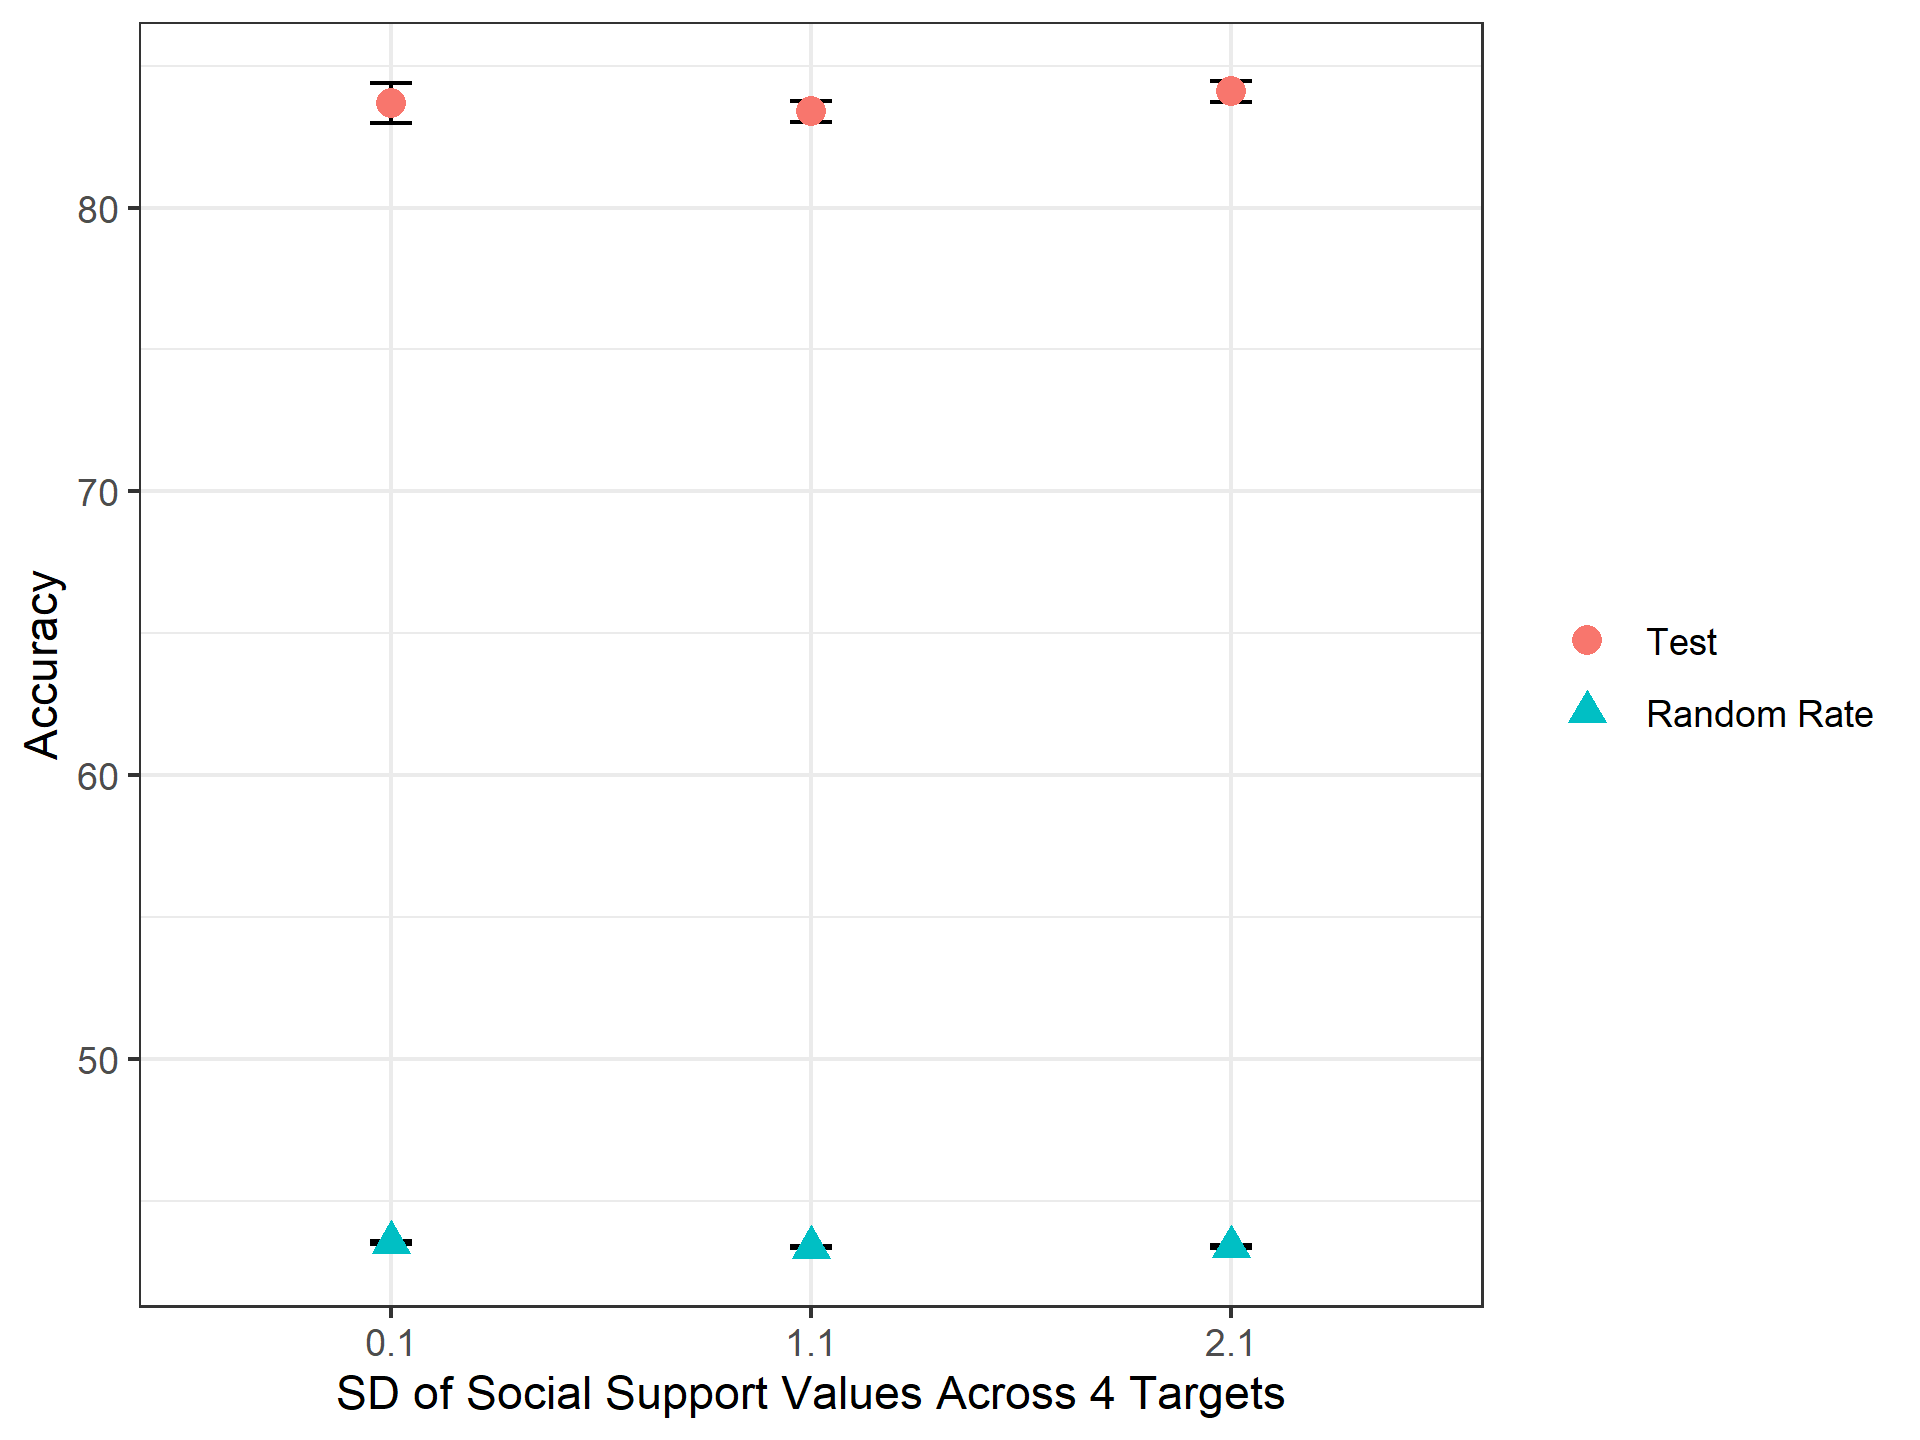 80
70
60
50
Accuracy
0.1
1.1
2.1
SD of Social Support Values Across 4 Targets
Test
Random Rate